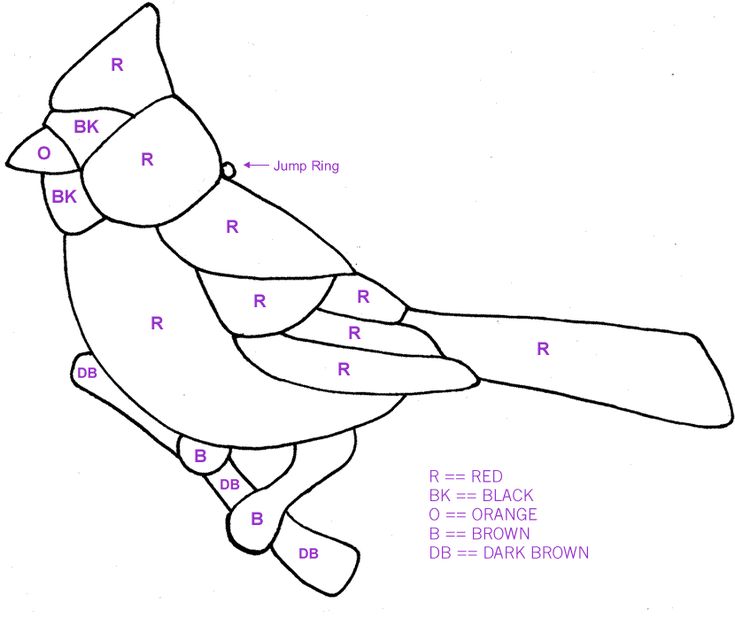 R
BK
O
R
Jump Ring
BK
R
R
R
R
R
R
R
DB
B
DB
B
DB
R == RED
BK == BLACK
O == ORANGE
B == BROWN
DB == DARK BROWN